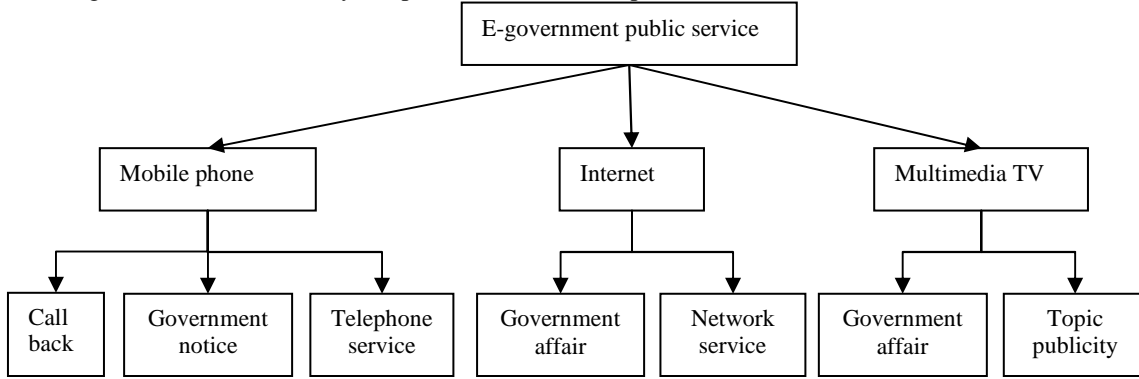 E-government public service
Mobile phone
Internet
Multimedia TV
Call
back
Government
notice
Telephone
service
Government
affair
Network
service
Government
affair
Topic
publicity